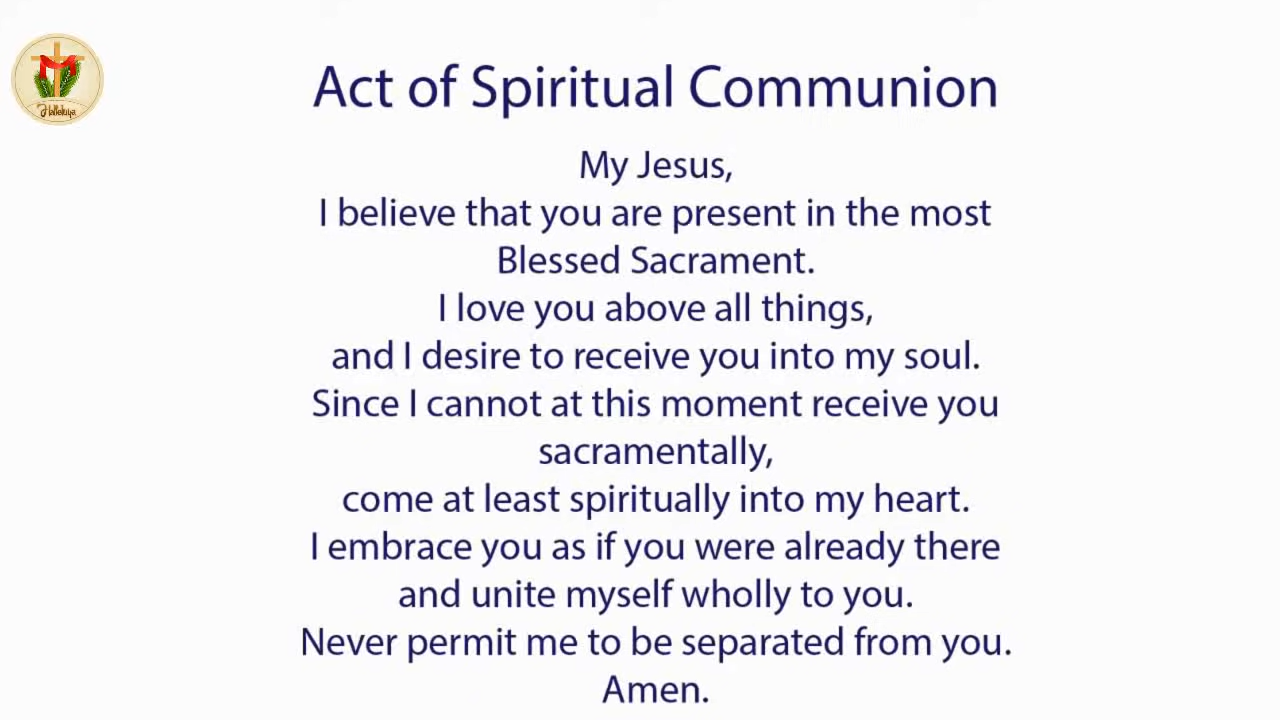 Halleluya
Act of Spiritual Communion
My Jesus,
I believe that you are present in the most
Blessed Sacrament.
I love you above all things,
and I desire to receive you into my soul.
Since I cannot at this moment receive you
sacramentally,
come at least spiritually into my heart.
I embrace you as if you were already there
and unite myself wholly to you.
Never permit me to be separated from you.
Amen.